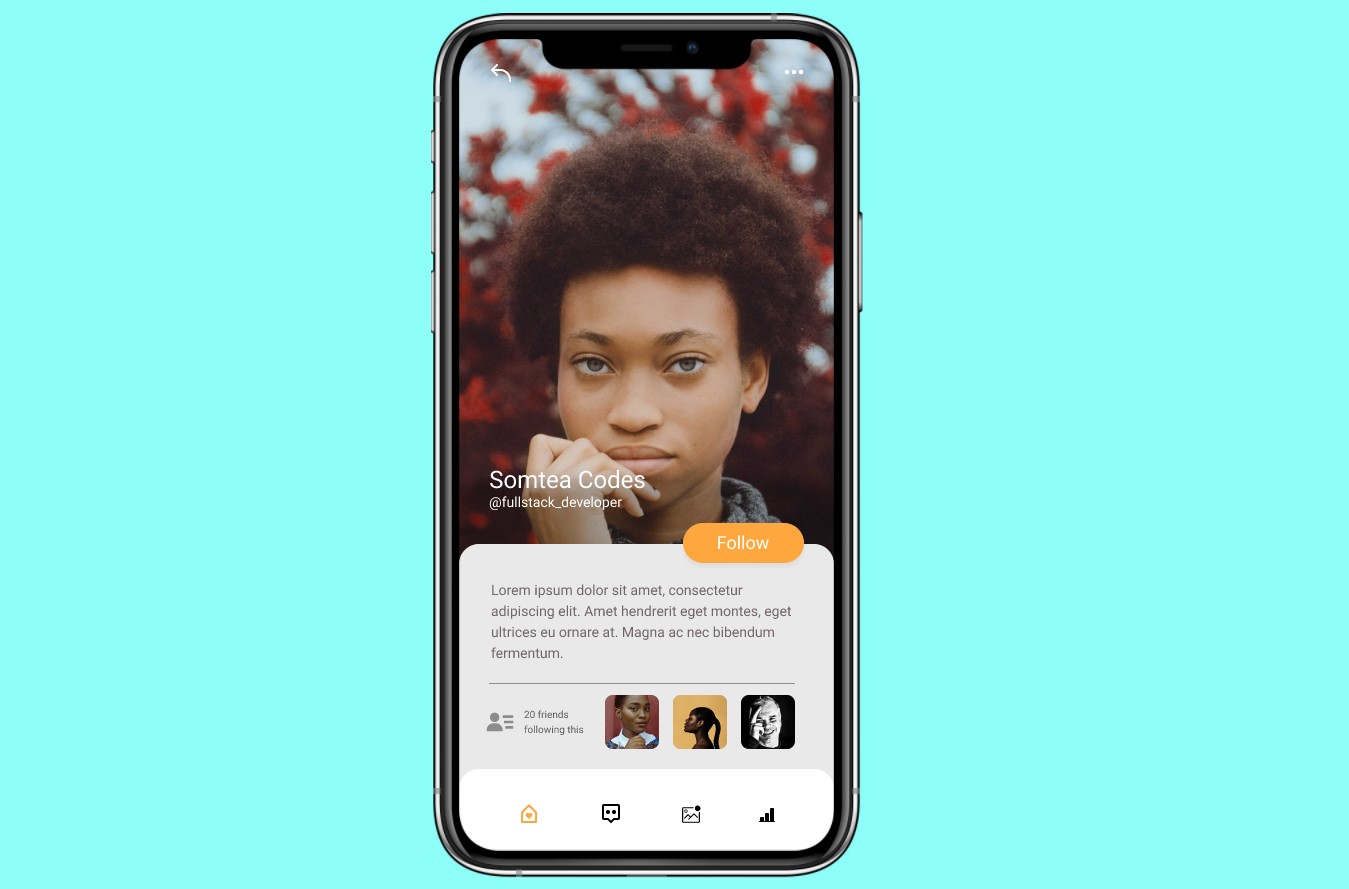 Somtea Codes
@fullstack_developer
Follow
Lorem ipsum dolor sit amet, consectetur
adipiscing elit. Amet hendrerit eget montes, eget
ultrices eu ornare at. Magna ac nec bibendum
fermentum.
20 friends
following this